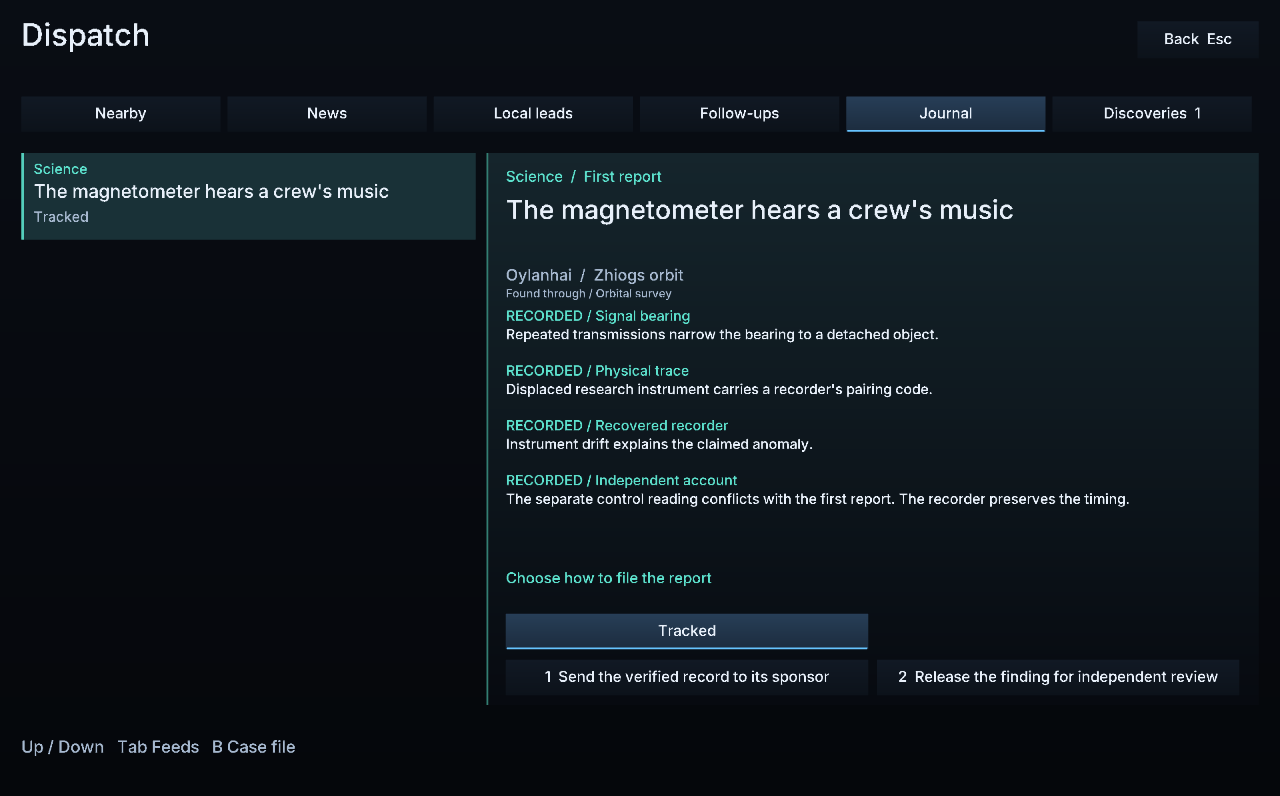 Dispatch
Back Esc
Nearby
News
Local leads
Follow-ups
Journal
Discoveries 1
Science
The magnetometer hears a crew's music
Tracked
Science / First report
The magnetometer hears a crew's music
Oylanhai / Zhiogs orbit
Found through / Orbital survey
RECORDED / Signal bearing
Repeated transmissions narrow the bearing to a detached object.
RECORDED / Physical trace
Displaced research instrument carries a recorder's pairing code.
RECORDED / Recovered recorder
Instrument drift explains the claimed anomaly.
RECORDED / Independent account
The separate control reading conflicts with the first report. The recorder preserves the timing.
Choose how to file the report
Tracked
1 Send the verified record to its sponsor
2 Release the finding for independent review
Up / Down Tab Feeds B Case file